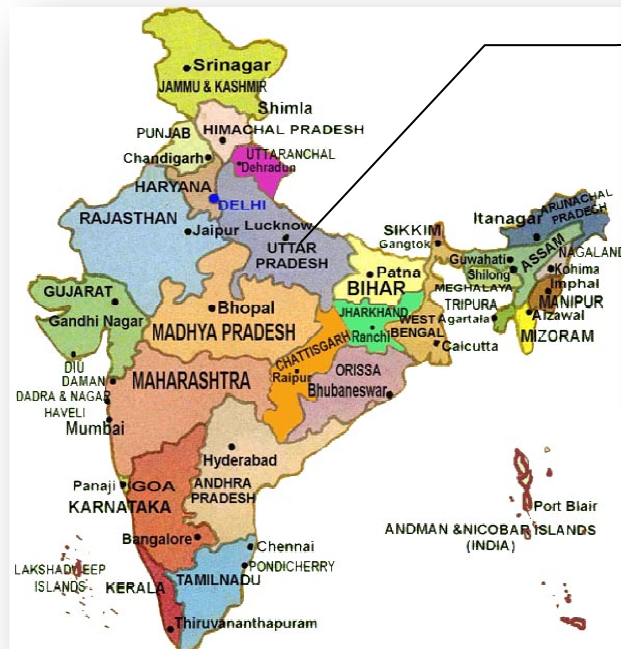 Srinagar
JAMMU & KASHMIR
Shimla
PUNJAB
HIMACHAL PRADESH
Chandigarh
UTTARANCHAL
Dehradun
HARYANA
DELHI
RAJASTHAN
Jaipur
Lucknow
UTTAR
PRADESH
SIKKIM
Gangtok
Itanagar
ARUNACHAL
PRADECH
ASSAM
Guwahati
Shilong
MEGHALAYA
NAGALAND
Kohima
Imphal
MANIPUR
TRIPURA
Agartala
Aizawal
MIZORAM
Patna
BIHAR
JHARKHAND
Ranchi
WEST
BENGAL
Calcutta
GUJARAT
Gandhi Nagar
Bhopal
MADHYA PRADESH
CHATTISGARH
Raipur
ORISSA
Bhubaneswar
DIU
DAMAN
DADRA & NAGAR
HAVELI
MAHARASHTRA
Mumbai
Hyderabad
ANDHRA
PRADESH
Panaji
GOA
KARNATAKA
Bangalore
Chennai
PONDICHERRY
TAMILNADU
KERALA
LAKSHADWEEP
ISLANDS
Thiruvananthapuram
Port Blair
ANDMAN &NICOBAR ISLANDS
(INDIA)